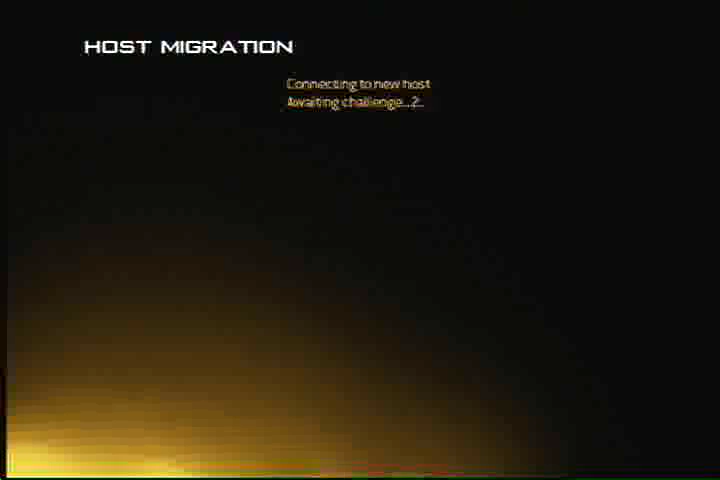 HOST MIGRATION
Connecting to new host
Awaiting challenge...2..